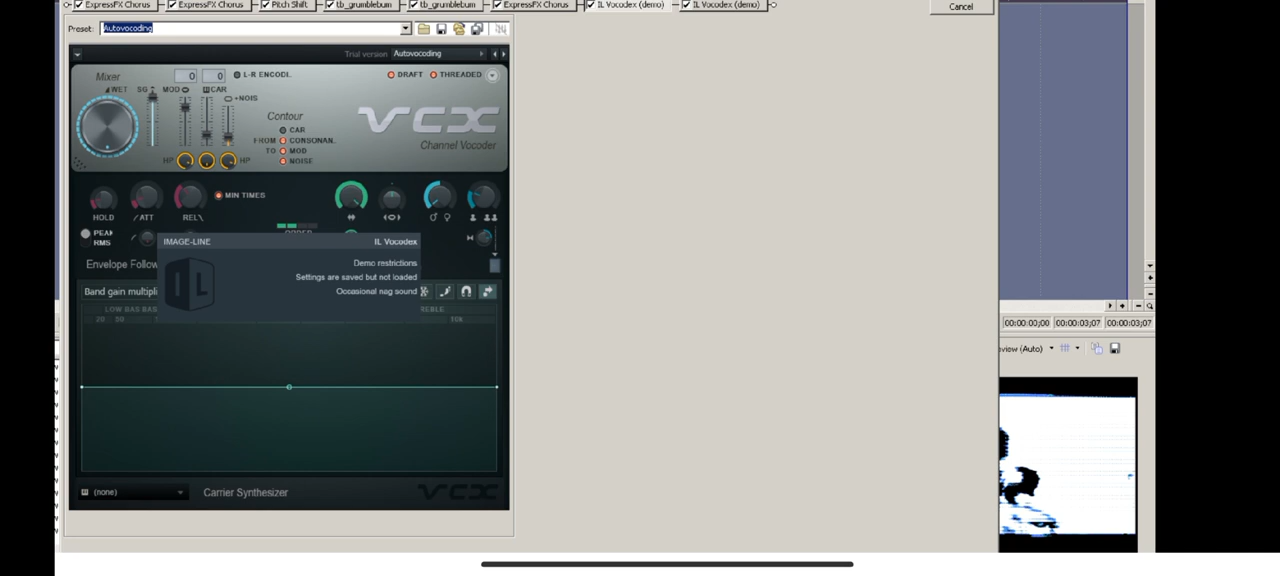 ExpressFX Chorus ExpressFX Chorus Pitch Shift tb_grumblebum tb_grumblebum ExpressFX Chorus IL Vocodex (demo) IL Vocodex (demo)
Cancel
Preset: Autovocoding
Trial version Autovocoding
Mixer 0 0 L-R ENCODI. DRAFT THREADED
WET SG MOD CAR
+NOIS
Contour
CAR
FROM CONSONAN.
TO MOD
NOISE
HP HP
VCX
Channel Vocoder
MIN TIMES
HOLD ATT REL
PEAK
RMS
IMAGE-LINE IL Vocodex
Demo restrictions
Settings are saved but not loaded
Occasional nag sound
Envelope Follow
Band gain multipli
LOW BAS BAS EBLE
20 50 10k
(none) Carrier Synthesizer VCX
00:00:00;00 00:00:03;07 00:00:03;07
view (Auto)